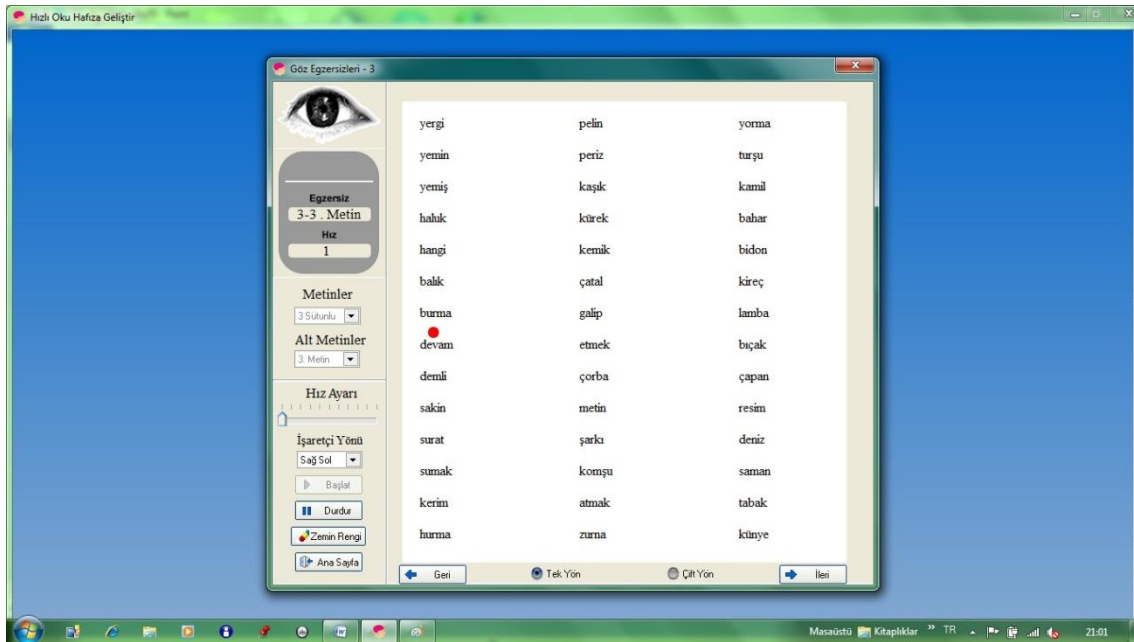 Hızlı Oku Hafıza Geliştir
Göz Egzersizleri - 3
Egzersiz
3-3 . Metin
Hız
1
Metinler
3 Sütunlu
Alt Metinler
3. Metin
Hız Ayarı
İşaretçi Yönü
Sağ Sol
Başlat
Durdur
Zemin Rengi
Ana Sayfa
yergi pelin yorma
yemin periz turşu
yemiş kaşık kamil
haluk kürek bahar
hangi kemik bidon
balık çatal kireç
burma galip lamba
devam etmek bıçak
demli çorba çapan
sakin metin resim
surat şarkı deniz
sumak komşu saman
kerim atmak tabak
hurma zurna künye
Geri Tek Yön Çift Yön İleri
Masaüstü Kitaplıklar » TR 21:01